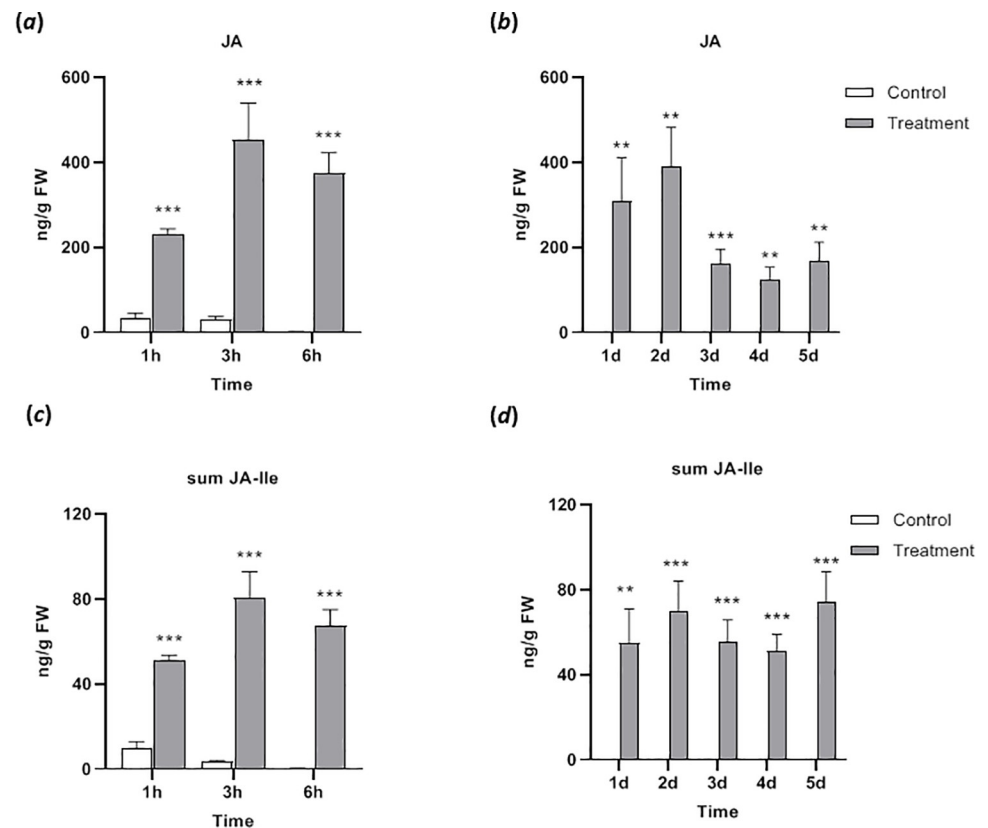 (a)
JA
600
400
200
0
ng/g FW
***
***
***
1h
3h
6h
Time
(b)
JA
600
400
200
0
ng/g FW
**
**
***
**
**
1d
2d
3d
4d
5d
Time
Control
Treatment
(c)
sum JA-Ile
120
80
40
0
ng/g FW
***
***
***
1h
3h
6h
Time
(d)
sum JA-Ile
120
80
40
0
ng/g FW
**
***
***
***
***
1d
2d
3d
4d
5d
Time
Control
Treatment